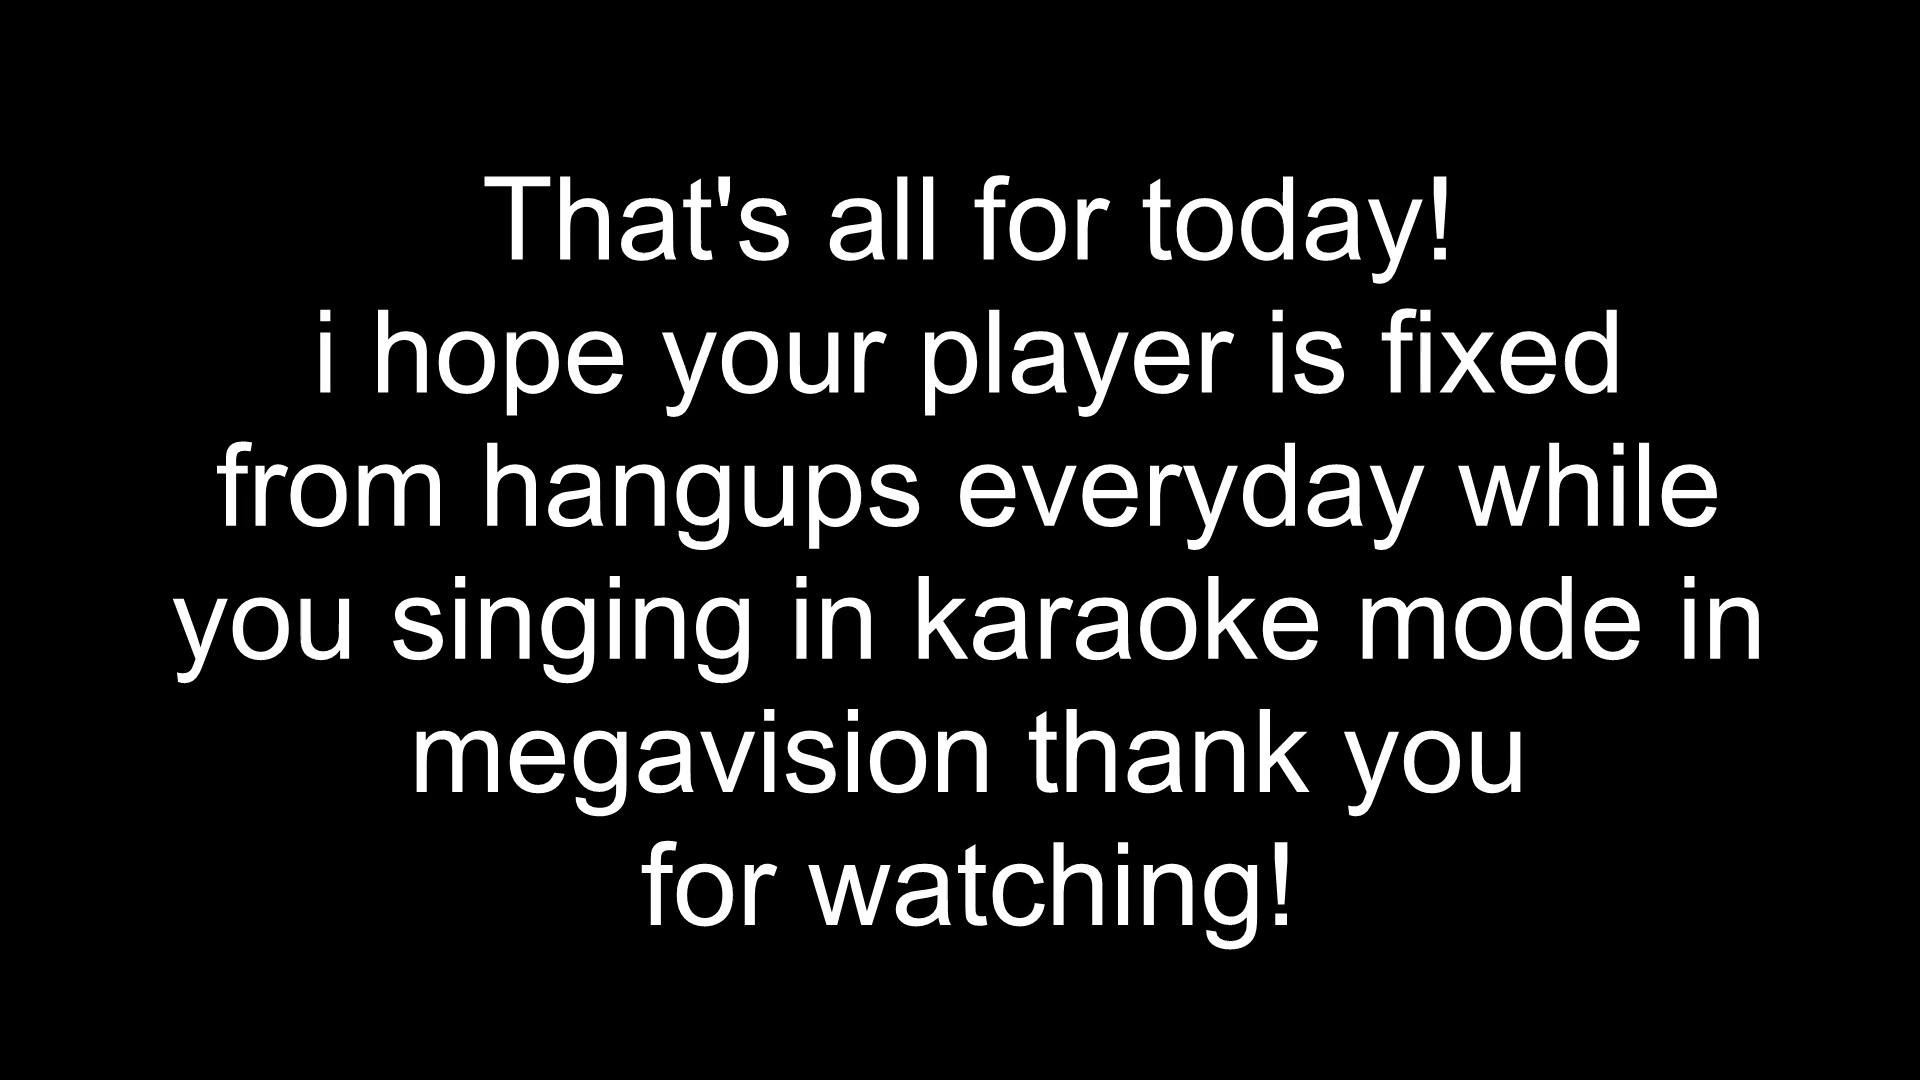 That's all for today!
i hope your player is fixed
from hangups everyday while
you singing in karaoke mode in
megavision thank you
for watching!